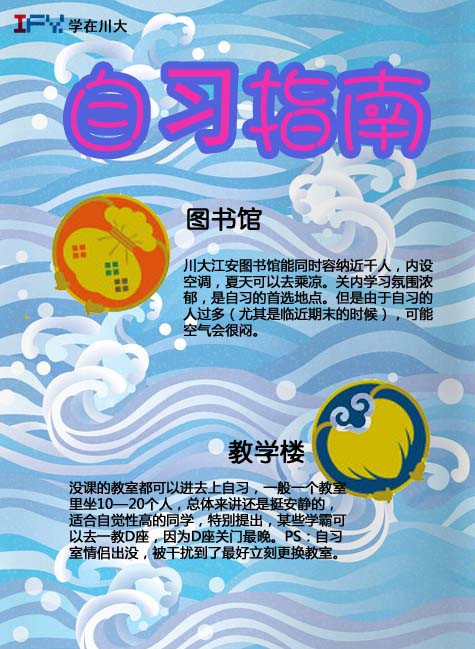 IFY 学在川大
自习指南
图书馆
川大江安图书馆能同时容纳近千人，内设
空调，夏天可以去乘凉。关内学习氛围浓
郁，是自习的首选地点。但是由于自习的
人过多（尤其是临近期末的时候），可能
空气会很闷。
教学楼
没课的教室都可以进去上自习，一般一个教室
里坐10—20个人，总体来讲还是挺安静的，
适合自觉性高的同学，特别提出，某些学霸可
以去一教D座，因为D座关门最晚。PS：自习
室情侣出没，被干扰到了最好立刻更换教室。